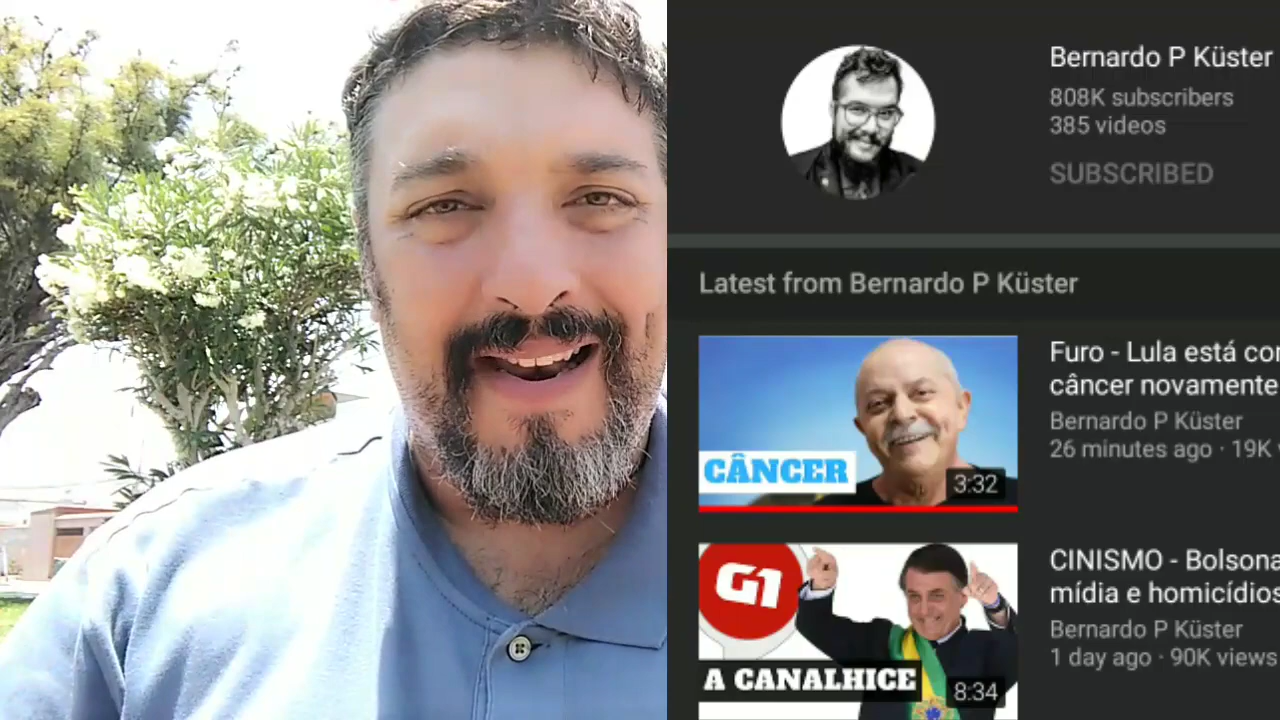 Bernardo P Küster
808K subscribers
385 videos
SUBSCRIBED
Latest from Bernardo P Küster
CÂNCER
3:32
Furo - Lula está
câncer novamente
Bernardo P Küster
26 minutes ago · 19K
G1
A CANALHICE
8:34
CINISMO -
mídia e homicídios
Bernardo P Küster
1 day ago · 90K views